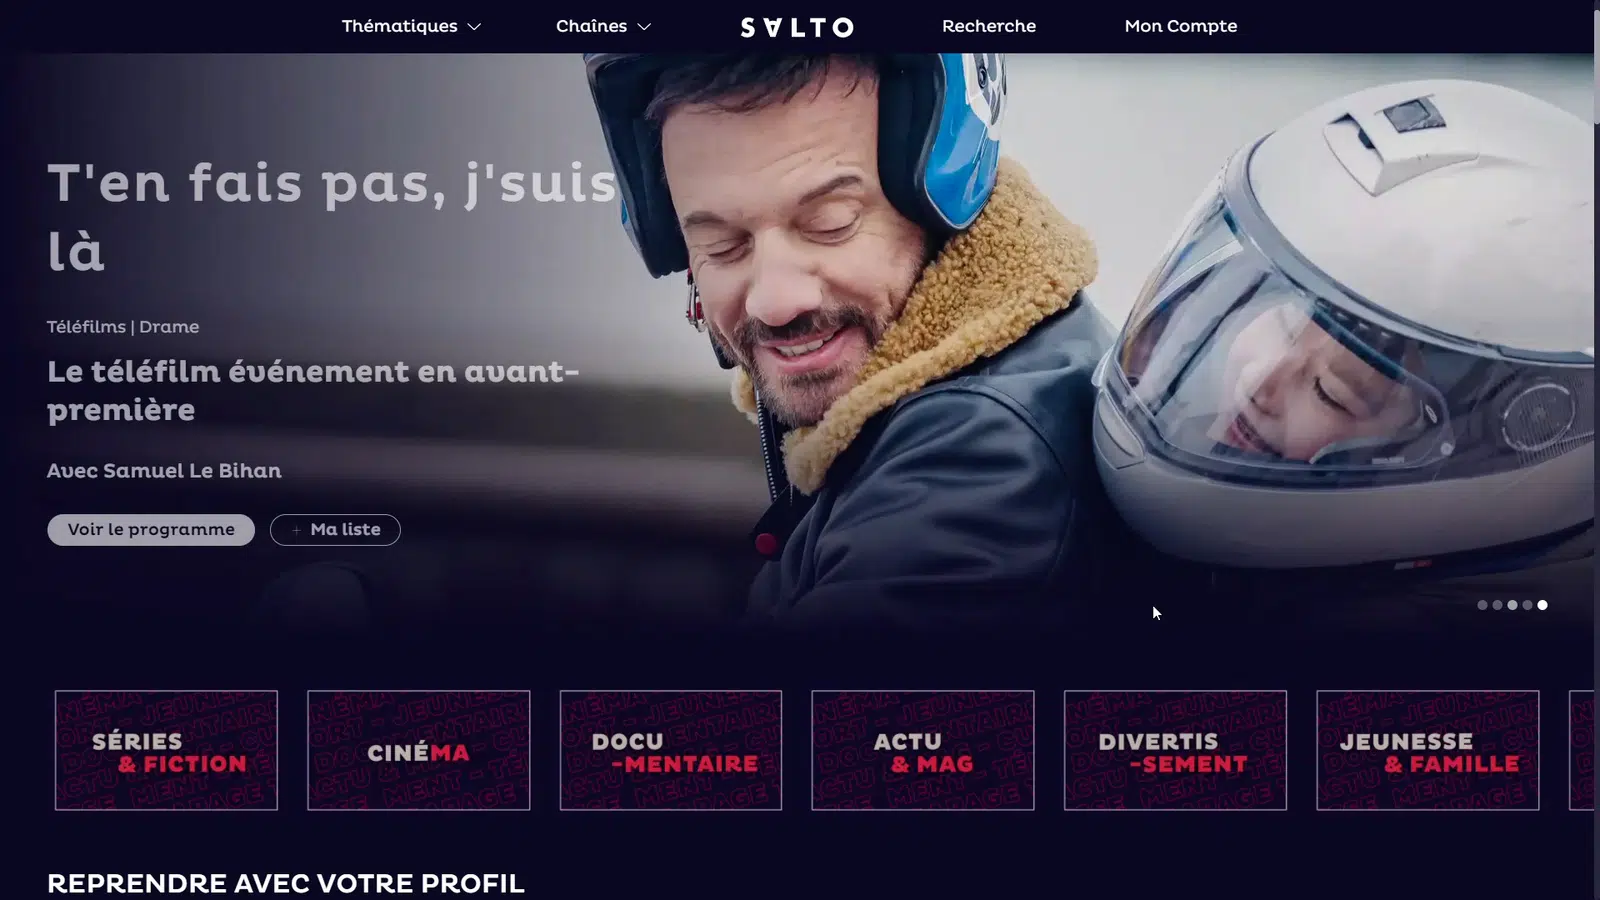 Thématiques
Chaînes
SALTO
Recherche
Mon Compte
T'en fais pas, j'suis
là
Téléfilms | Drame
Le téléfilm événement en avant-
première
Avec Samuel Le Bihan
Voir le programme
+ Ma liste
SÉRIES
& FICTION
CINÉMA
DOCU
-MENTAIRE
ACTU
& MAG
DIVERTIS
-SEMENT
JEUNESSE
& FAMILLE
REPRENDRE AVEC VOTRE PROFIL